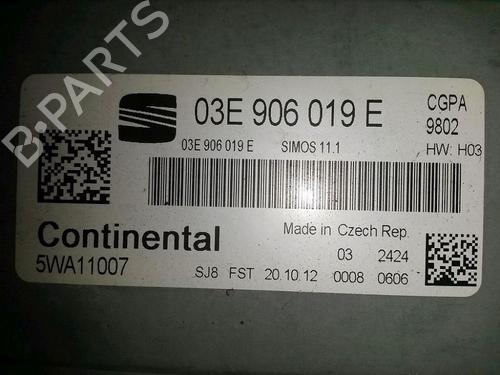 B-PARTS
03E 906 019 E
CGPA
9802
03E 906 019 E SIMOS 11.1
HW: H03
Continental
5WA11007
Made in Czech Rep.
03 2424
SJ8 FST 20.10.12 0008 0606